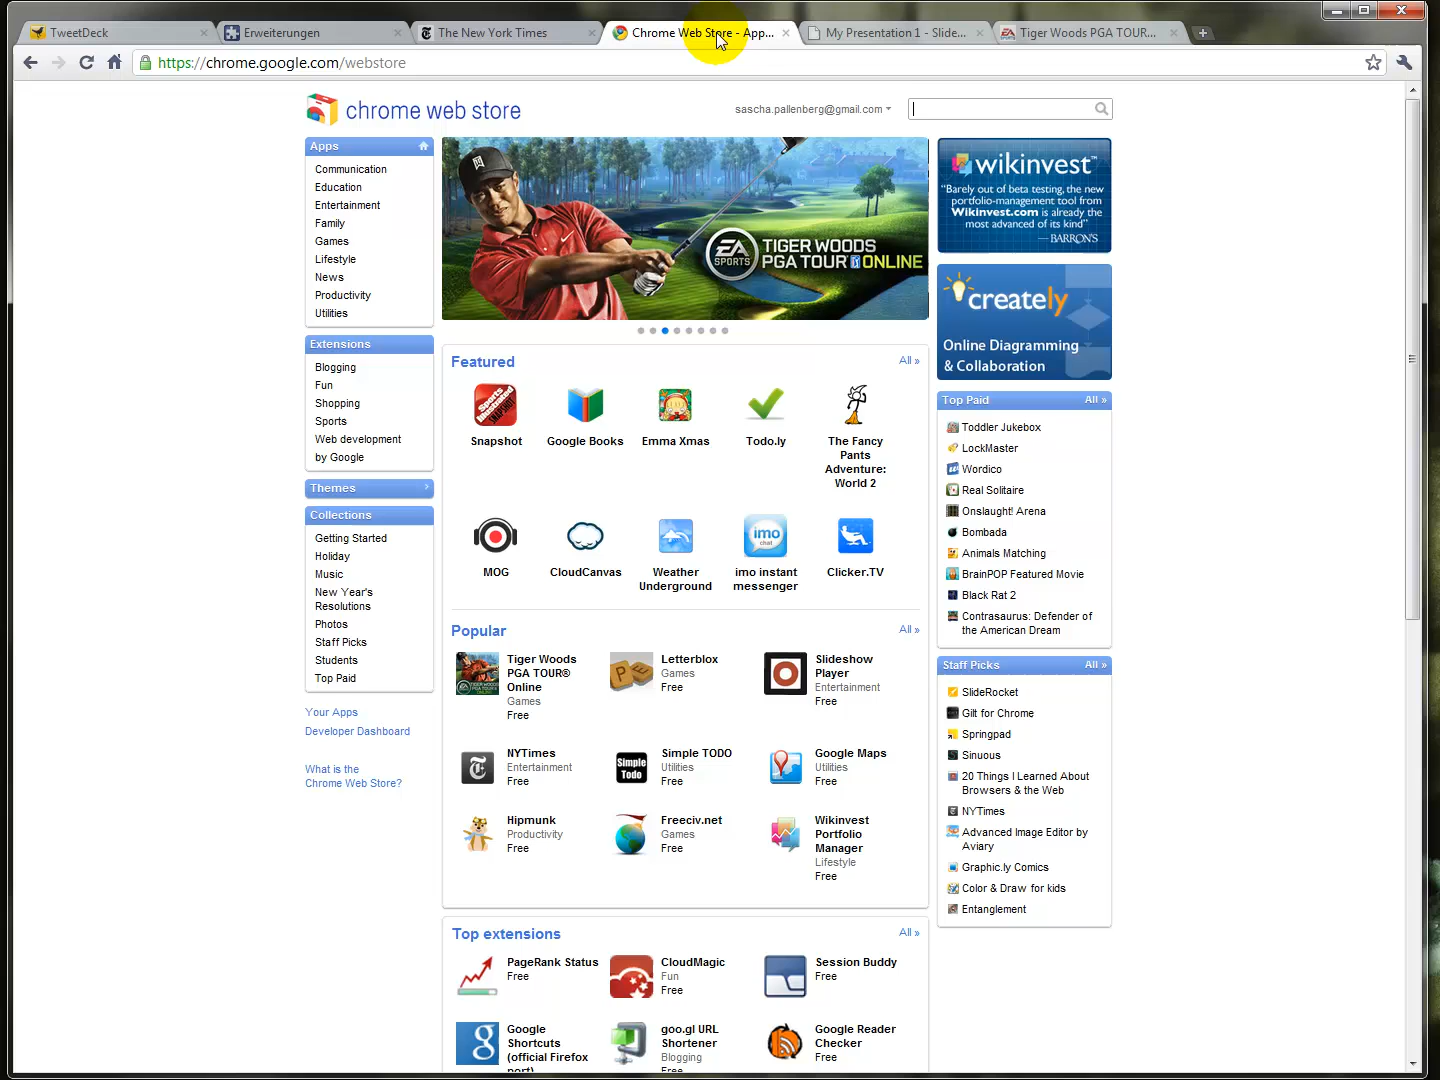 TweetDeck
Erweiterungen
The New York Times
Chrome Web Store - App...
My Presentation 1 - Slide...
Tiger Woods PGA TOUR...
https://chrome.google.com/webstore
chrome web store
sascha.pallenberg@gmail.com
Apps
Communication
Education
Entertainment
Family
Games
Lifestyle
News
Productivity
Utilities
Extensions
Blogging
Fun
Shopping
Sports
Web development
by Google
Themes
Collections
Getting Started
Holiday
Music
New Year's
Resolutions
Photos
Staff Picks
Students
Top Paid
Your Apps
Developer Dashboard
What is the
Chrome Web Store?
EA
SPORTS
TIGER WOODS
PGA TOUR ONLINE
Featured
All »
Sports Illustrated
SNAPSHOT
Snapshot
Google Books
Emma Xmas
Todo.ly
The Fancy
Pants
Adventure:
World 2
MOG
CloudCanvas
Weather
Underground
imo
chat
imo instant
messenger
Clicker.TV
Popular
All »
Tiger Woods
PGA TOUR®
Online
Games
Free
Letterblox
Games
Free
Slideshow
Player
Entertainment
Free
NYTimes
Entertainment
Free
Simple
Todo
Simple TODO
Utilities
Free
Google Maps
Utilities
Free
Hipmunk
Productivity
Free
Freeciv.net
Games
Free
Wikinvest
Portfolio
Manager
Lifestyle
Free
Top extensions
All »
PageRank Status
Free
CloudMagic
Fun
Free
Session Buddy
Free
Google
Shortcuts
(official Firefox
port)
goo.gl URL
Shortener
Blogging
Free
Google Reader
Checker
Free
wikinvest™
"Barely out of beta testing, the new
portfolio-management tool from
Wikinvest.com is already the
most advanced of its kind"
— BARRON'S
creately
Online Diagramming
& Collaboration
Top Paid
All »
Toddler Jukebox
LockMaster
Wordico
Real Solitaire
Onslaught! Arena
Bombada
Animals Matching
BrainPOP Featured Movie
Black Rat 2
Contrasaurus: Defender of
the American Dream
Staff Picks
All »
SlideRocket
Gilt for Chrome
Springpad
Sinuous
20 Things I Learned About
Browsers & the Web
NYTimes
Advanced Image Editor by
Aviary
Graphic.ly Comics
Color & Draw for kids
Entanglement